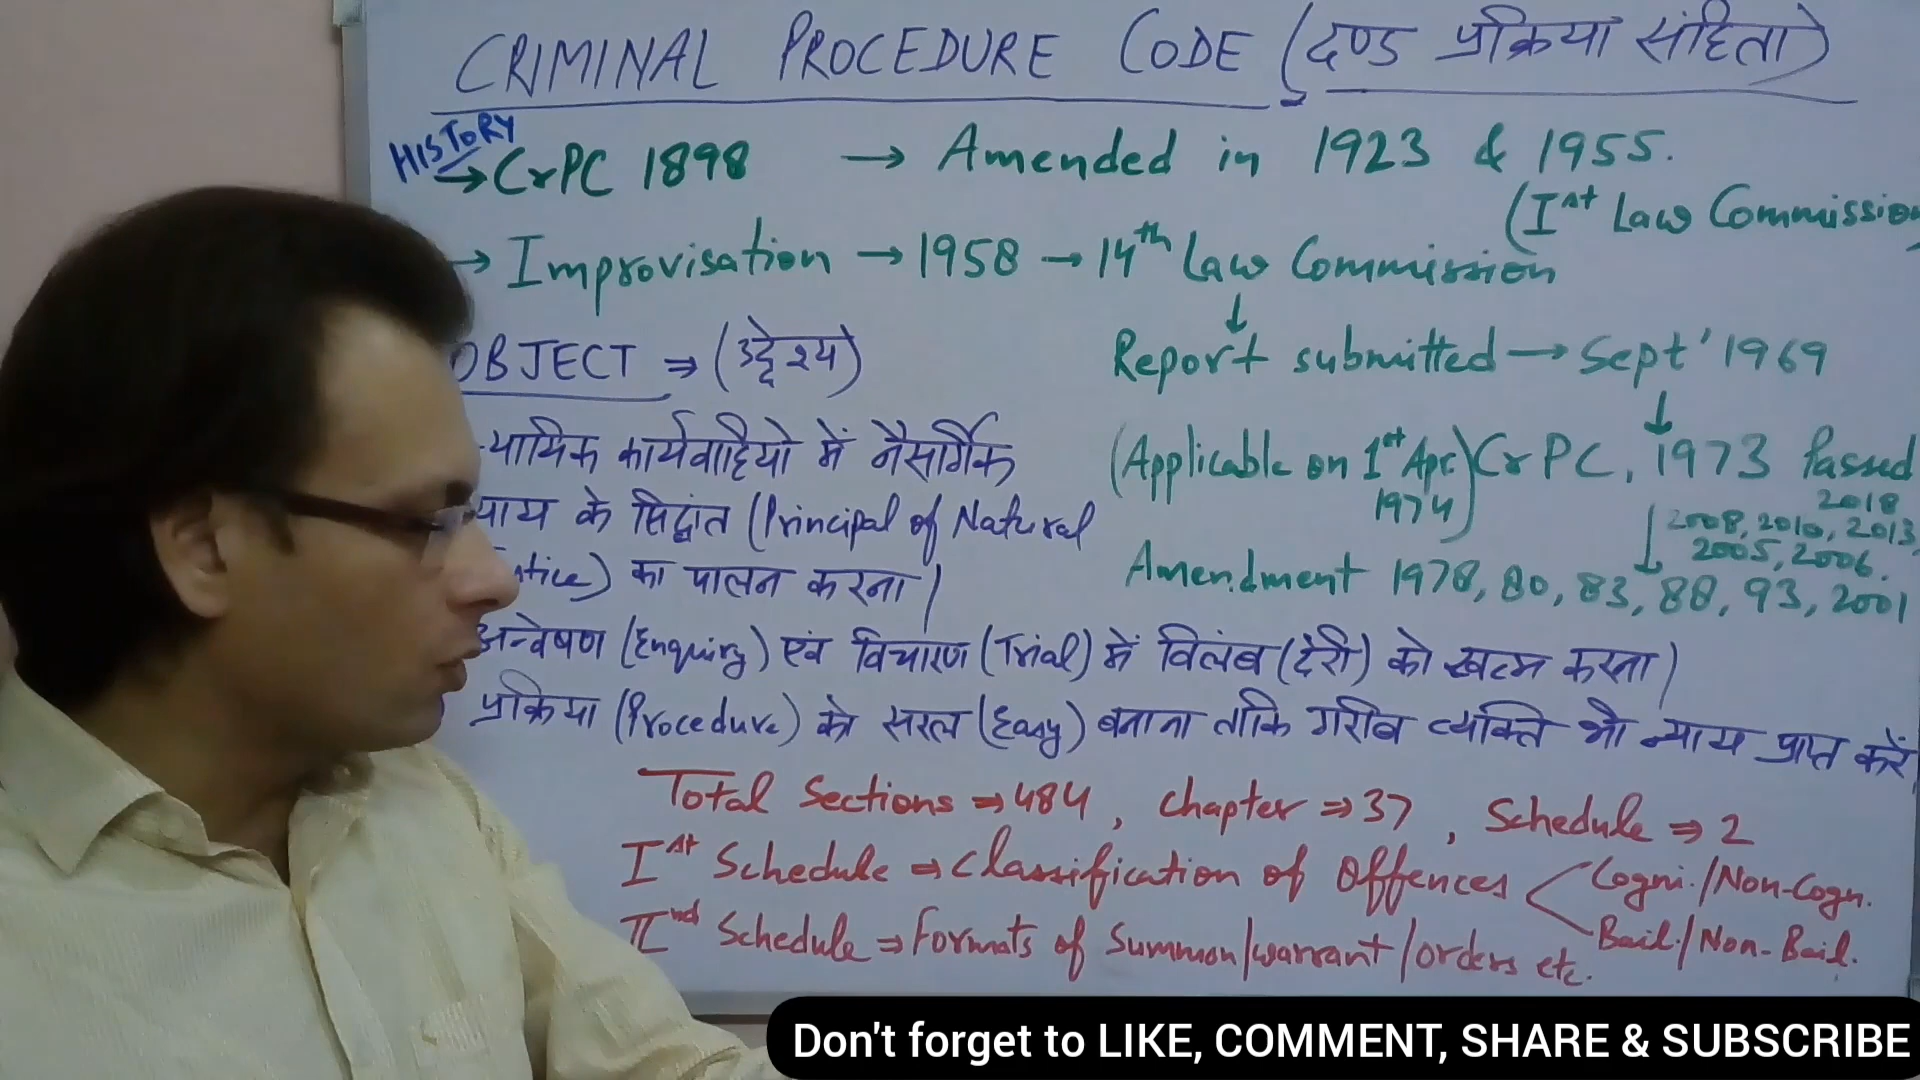 CRIMINAL PROCEDURE CODE (दण्ड प्रक्रिया संहिता)
HISTORY
→ CrPC 1898 → Amended in 1923 & 1955.
(Ist Law Commission
→ Improvisation → 1958 → 14th Law Commission
↓
OBJECT ⇒ (उद्देश्य)
Report submitted → Sept' 1969
↓
यायिक कार्यवाहियो में नैसर्गिक
(Applicable on 1st Apr. 1974) CrPC, 1973 Passed
2018
2008, 2010, 2013,
2005, 2006.
याय के सिद्धांत (Principal of Natural
stice) का पालन करना।
Amendment 1978, 80, 83, 88, 93, 2001
अन्वेषण (Enquiry) एवं विचारण (Trial) में विलंब (देरी) को खत्म करना।
प्रक्रिया (Procedure) को सरल (Easy) बनाना ताकि गरीब व्यक्ति भी न्याय प्राप्त करें
Total Sections ⇒ 484, Chapter ⇒ 37, Schedule ⇒ 2
Ist Schedule ⇒ Classification of Offences
Cogni./Non-Cogn.
Bail./Non-Bail.
IInd Schedule ⇒ Formats of Summon/warrant/orders etc.
Don't forget to LIKE, COMMENT, SHARE & SUBSCRIBE